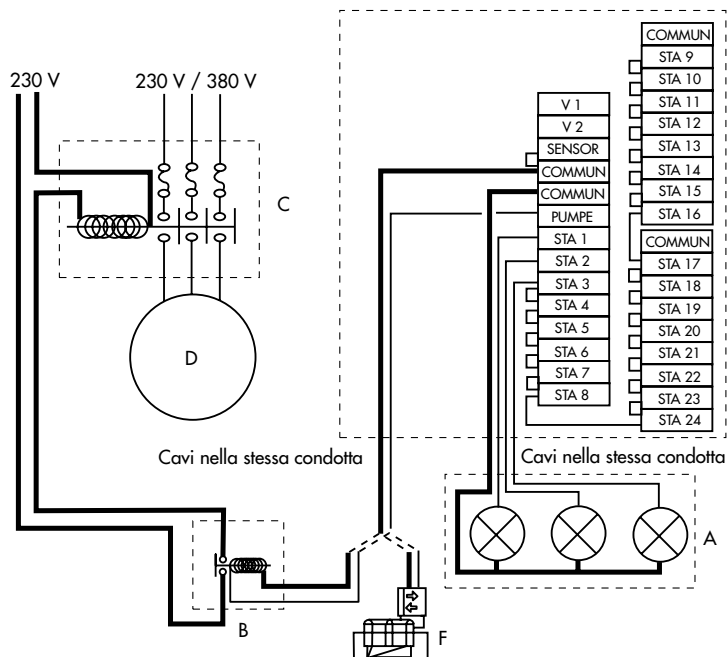 230 V
230 V / 380 V
C
D
V 1
V 2
SENSOR
COMMUN
COMMUN
PUMPE
STA 1
STA 2
STA 3
STA 4
STA 5
STA 6
STA 7
STA 8
COMMUN
STA 9
STA 10
STA 11
STA 12
STA 13
STA 14
STA 15
STA 16
COMMUN
STA 17
STA 18
STA 19
STA 20
STA 21
STA 22
STA 23
STA 24
Cavi nella stessa condotta
Cavi nella stessa condotta
A
B
F